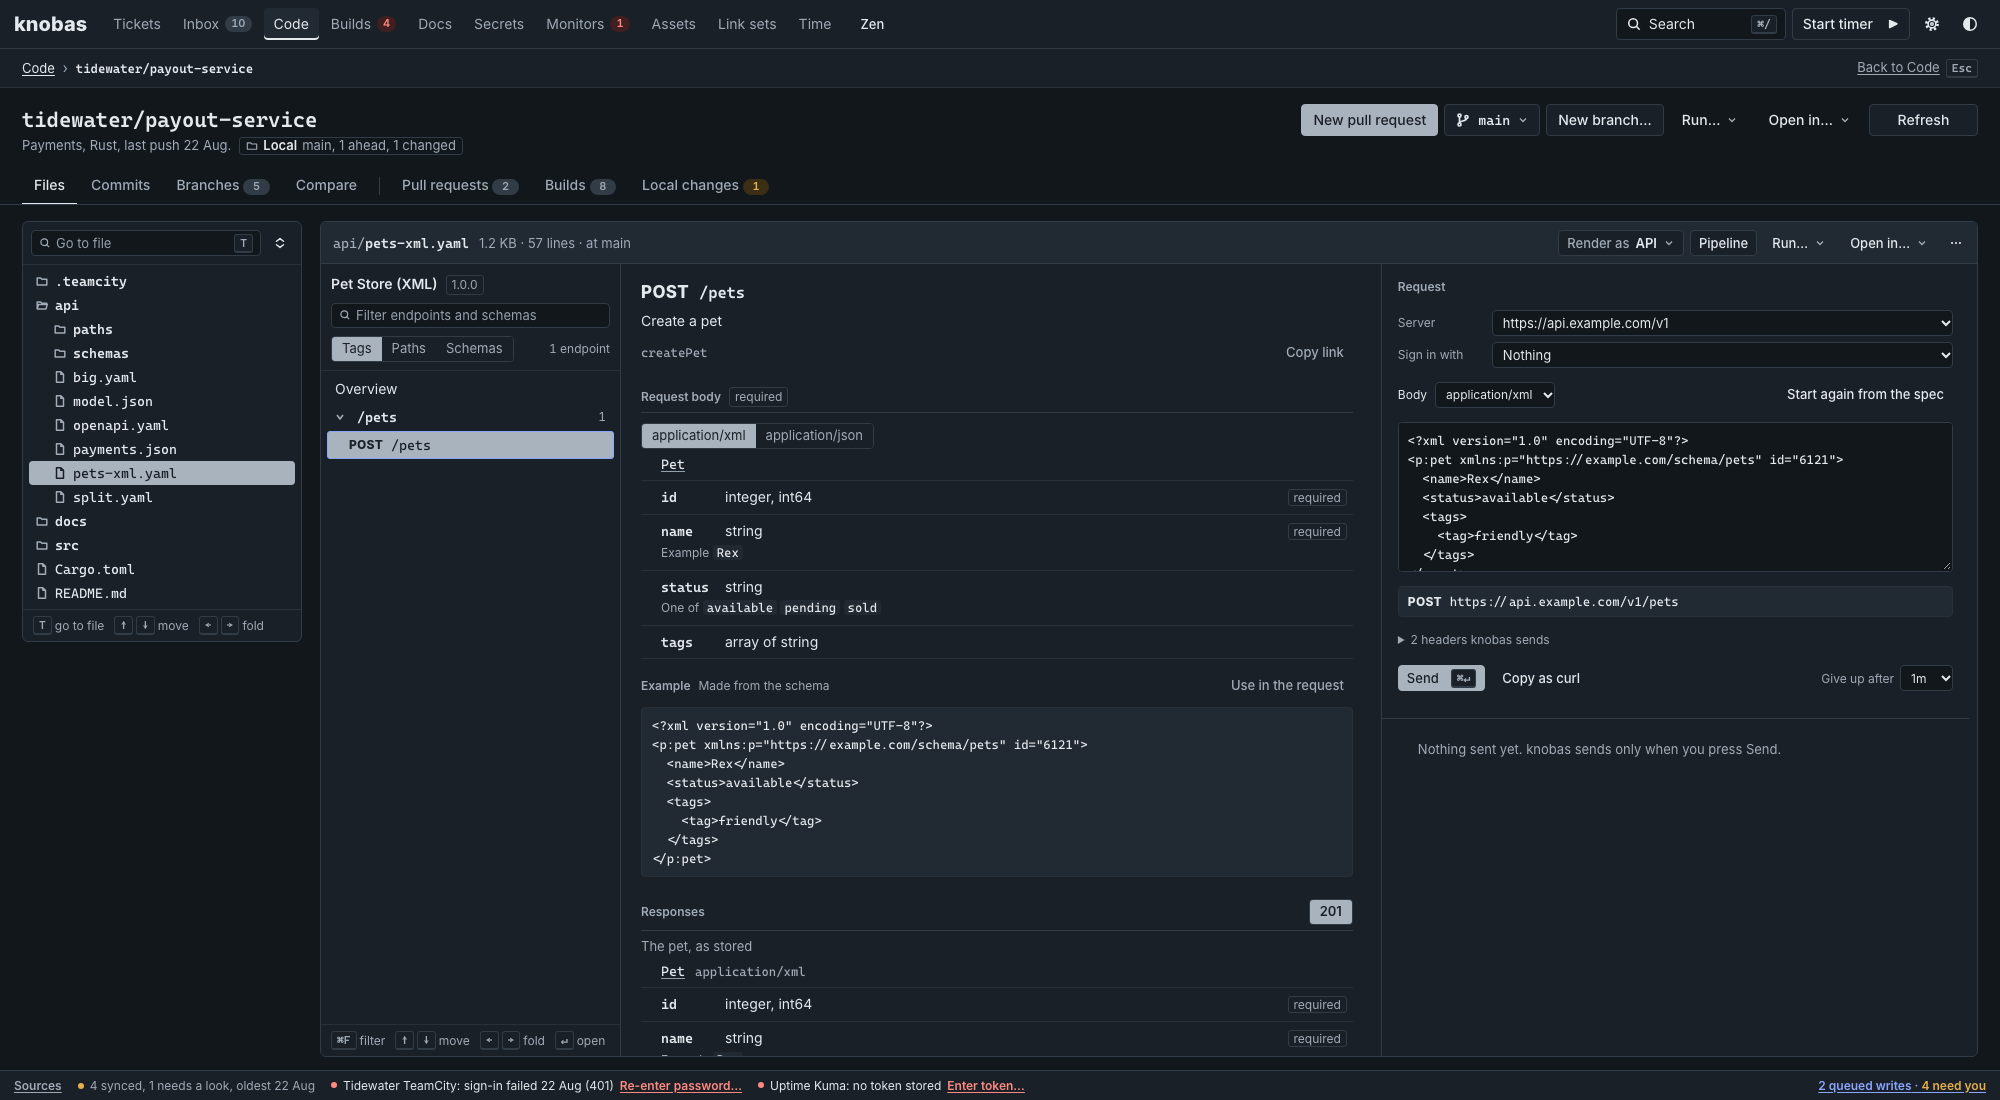 knobas Tickets Inbox 10 Code Builds 4 Docs Secrets Monitors 1 Assets Link sets Time Zen Search ⌘/ Start timer
Code › tidewater/payout-service Back to Code Esc
tidewater/payout-service New pull request main New branch... Run... Open in... Refresh
Payments, Rust, last push 22 Aug. Local main, 1 ahead, 1 changed
Files Commits Branches 5 Compare Pull requests 2 Builds 8 Local changes 1
Go to file T
.teamcity
api
paths
schemas
big.yaml
model.json
openapi.yaml
payments.json
pets-xml.yaml
split.yaml
docs
src
Cargo.toml
README.md
T go to file ↑ ↓ move ← → fold
api/pets-xml.yaml 1.2 KB · 57 lines · at main Render as API Pipeline Run... Open in... ...
Pet Store (XML) 1.0.0
Filter endpoints and schemas
Tags Paths Schemas 1 endpoint
Overview
/pets 1
POST /pets
⌘F filter ↑ ↓ move ← → fold ↵ open
POST /pets
Create a pet
createPet Copy link
Request body required
application/xml application/json
Pet
id integer, int64 required
name string required
Example Rex
status string
One of available pending sold
tags array of string
Example Made from the schema Use in the request
<?xml version="1.0" encoding="UTF-8"?>
<p:pet xmlns:p="https://example.com/schema/pets" id="6121">
<name>Rex</name>
<status>available</status>
<tags>
<tag>friendly</tag>
</tags>
</p:pet>
Responses 201
The pet, as stored
Pet application/xml
id integer, int64 required
name string required
Request
Server https://api.example.com/v1
Sign in with Nothing
Body application/xml Start again from the spec
<?xml version="1.0" encoding="UTF-8"?>
<p:pet xmlns:p="https://example.com/schema/pets" id="6121">
<name>Rex</name>
<status>available</status>
<tags>
<tag>friendly</tag>
</tags>
POST https://api.example.com/v1/pets
2 headers knobas sends
Send ⌘↵ Copy as curl Give up after 1m
Nothing sent yet. knobas sends only when you press Send.
Sources 4 synced, 1 needs a look, oldest 22 Aug Tidewater TeamCity: sign-in failed 22 Aug (401) Re-enter password... Uptime Kuma: no token stored Enter token... 2 queued writes · 4 need you